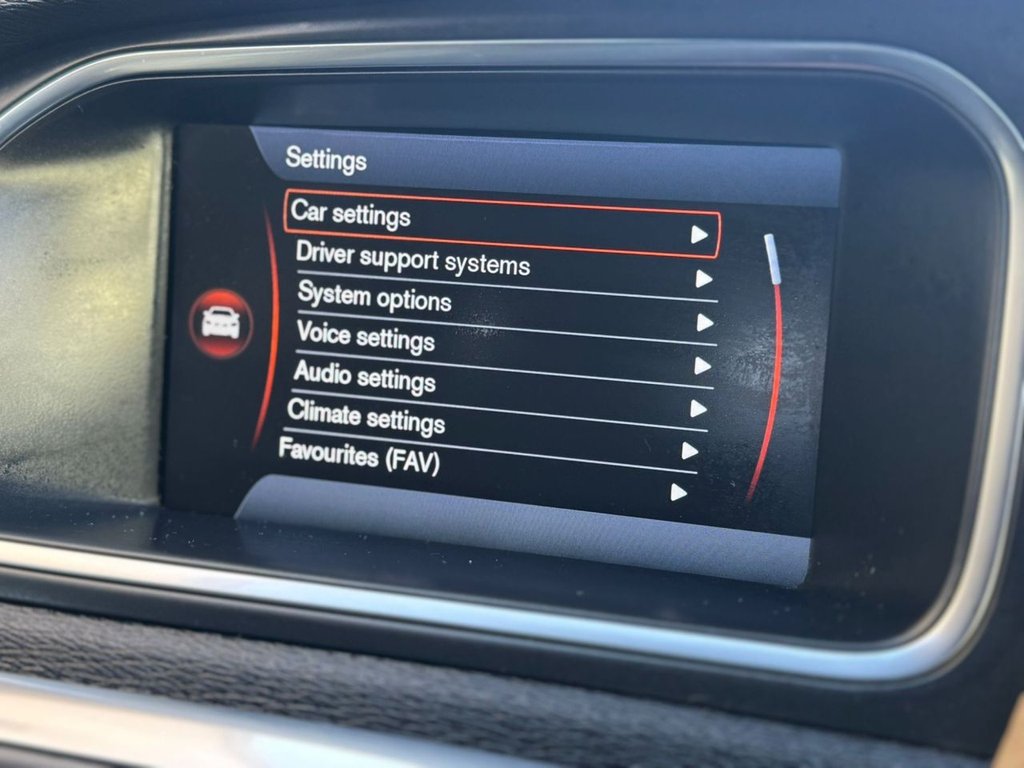 Settings
Car settings
Driver support systems
System options
Voice settings
Audio settings
Climate settings
Favourites (FAV)